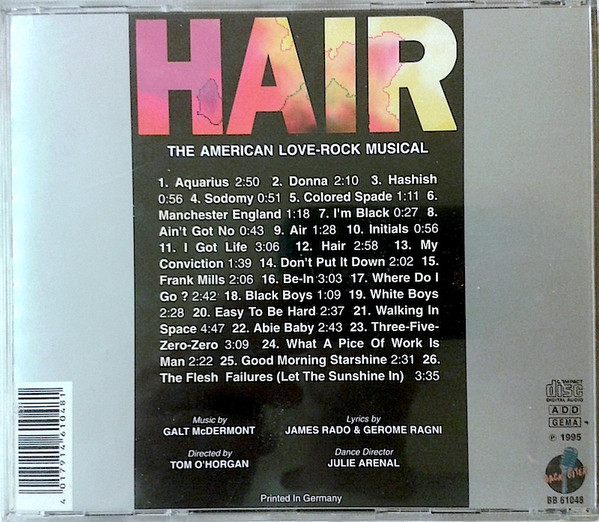 HAIR
THE AMERICAN LOVE-ROCK MUSICAL
1. Aquarius 2:50 2. Donna 2:10 3. Hashish
0:56 4. Sodomy 0:51 5. Colored Spade 1:11 6.
Manchester England 1:18 7. I'm Black 0:27 8.
Ain't Got No 0:43 9. Air 1:28 10. Initials 0:56
11. I Got Life 3:06 12. Hair 2:58 13. My
Conviction 1:39 14. Don't Put It Down 2:02 15.
Frank Mills 2:06 16. Be-In 3:03 17. Where Do I
Go ? 2:42 18. Black Boys 1:09 19. White Boys
2:28 20. Easy To Be Hard 2:37 21. Walking In
Space 4:47 22. Abie Baby 2:43 23. Three-Five-
Zero-Zero 3:09 24. What A Pice Of Work Is
Man 2:22 25. Good Morning Starshine 2:31 26.
The Flesh Failures (Let The Sunshine In) 3:35
Music by
GALT McDERMONT
Lyrics by
JAMES RADO & GEROME RAGNI
Directed by
TOM O'HORGAN
Dance Director
JULIE ARENAL
Printed In Germany
COMPACT
disc
DIGITAL AUDIO
ADD
GEMA
℗ 1995
BB 61048
4 017914 610481